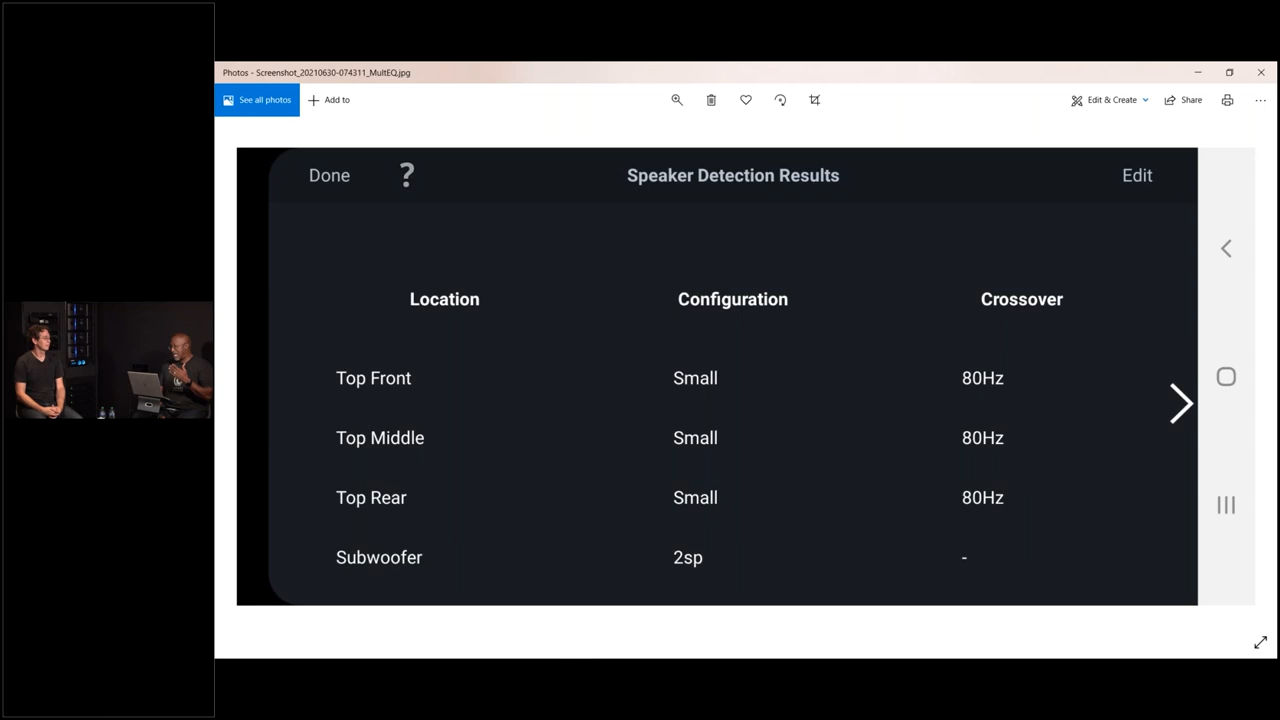 Photos - Screenshot_20210630-074311_MultEQ.jpg
See all photos
Add to
Edit & Create
Share
Done ? Speaker Detection Results Edit
Location Configuration Crossover
Top Front Small 80Hz
Top Middle Small 80Hz
Top Rear Small 80Hz
Subwoofer 2sp -